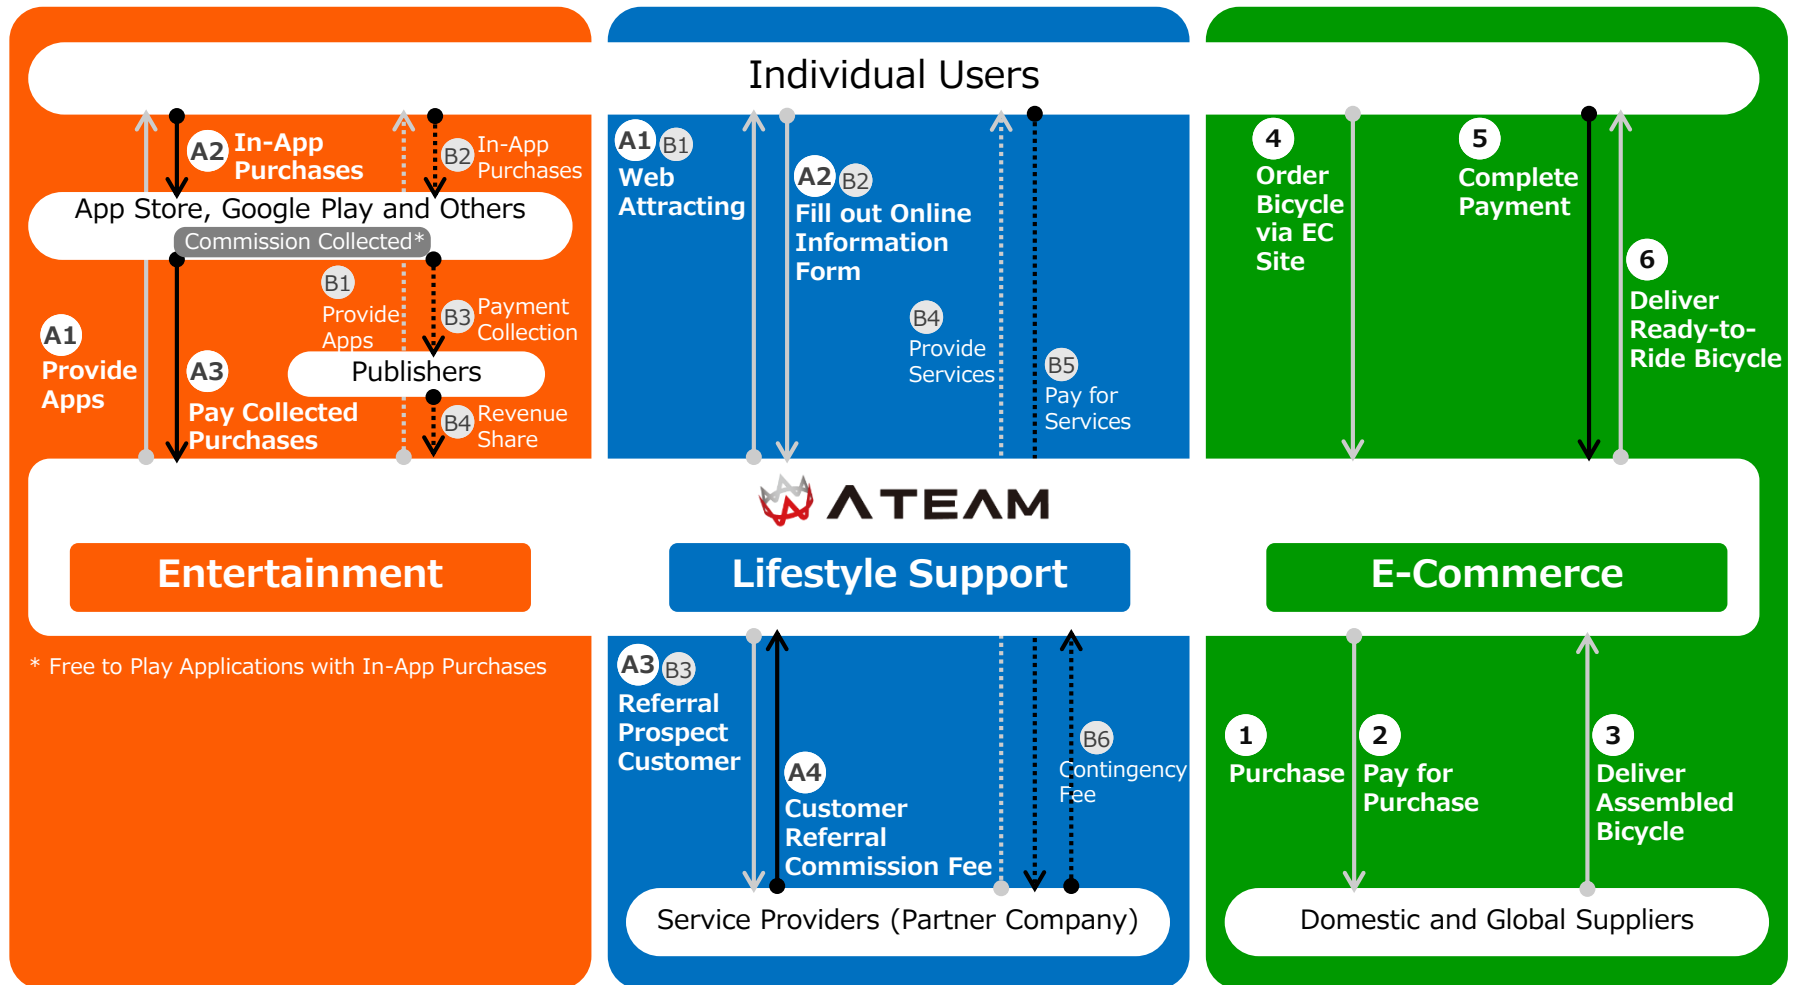 Individual Users
A2
In-App
Purchases
B2
In-App
Purchases
App Store, Google Play and Others
Commission Collected*
A1
Provide
Apps
A3
Pay Collected
Purchases
B1
Provide
Apps
B3
Payment
Collection
Publishers
B4
Revenue
Share
A1 B1
Web
Attracting
A2 B2
Fill out Online
Information
Form
B4
Provide
Services
B5
Pay for
Services
4
Order
Bicycle
via EC
Site
5
Complete
Payment
6
Deliver
Ready-to-
Ride Bicycle
ATEAM
Entertainment
Lifestyle Support
E-Commerce
* Free to Play Applications with In-App Purchases
A3 B3
Referral
Prospect
Customer
A4
Customer
Referral
Commission Fee
B6
Contingency
Fee
Service Providers (Partner Company)
1
Purchase
2
Pay for
Purchase
3
Deliver
Assembled
Bicycle
Domestic and Global Suppliers